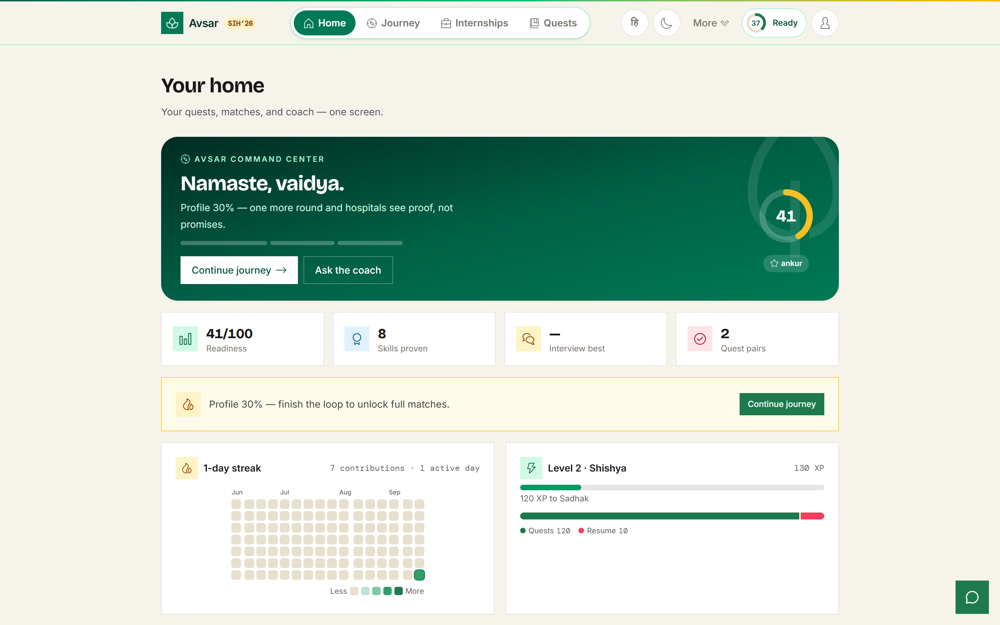 Avsar SIH’26 Home Journey Internships Quests हि More 37 Ready
Your home
Your quests, matches, and coach — one screen.
AVSAR COMMAND CENTER
Namaste, vaidya.
Profile 30% — one more round and hospitals see proof, not
promises.
41
ankur
Continue journey → Ask the coach
41/100
Readiness
8
Skills proven
—
Interview best
2
Quest pairs
Profile 30% — finish the loop to unlock full matches.
Continue journey
1-day streak 7 contributions · 1 active day
Jun Jul Aug Sep
Less More
Level 2 · Shishya 130 XP
120 XP to Sadhak
Quests 120 Resume 10